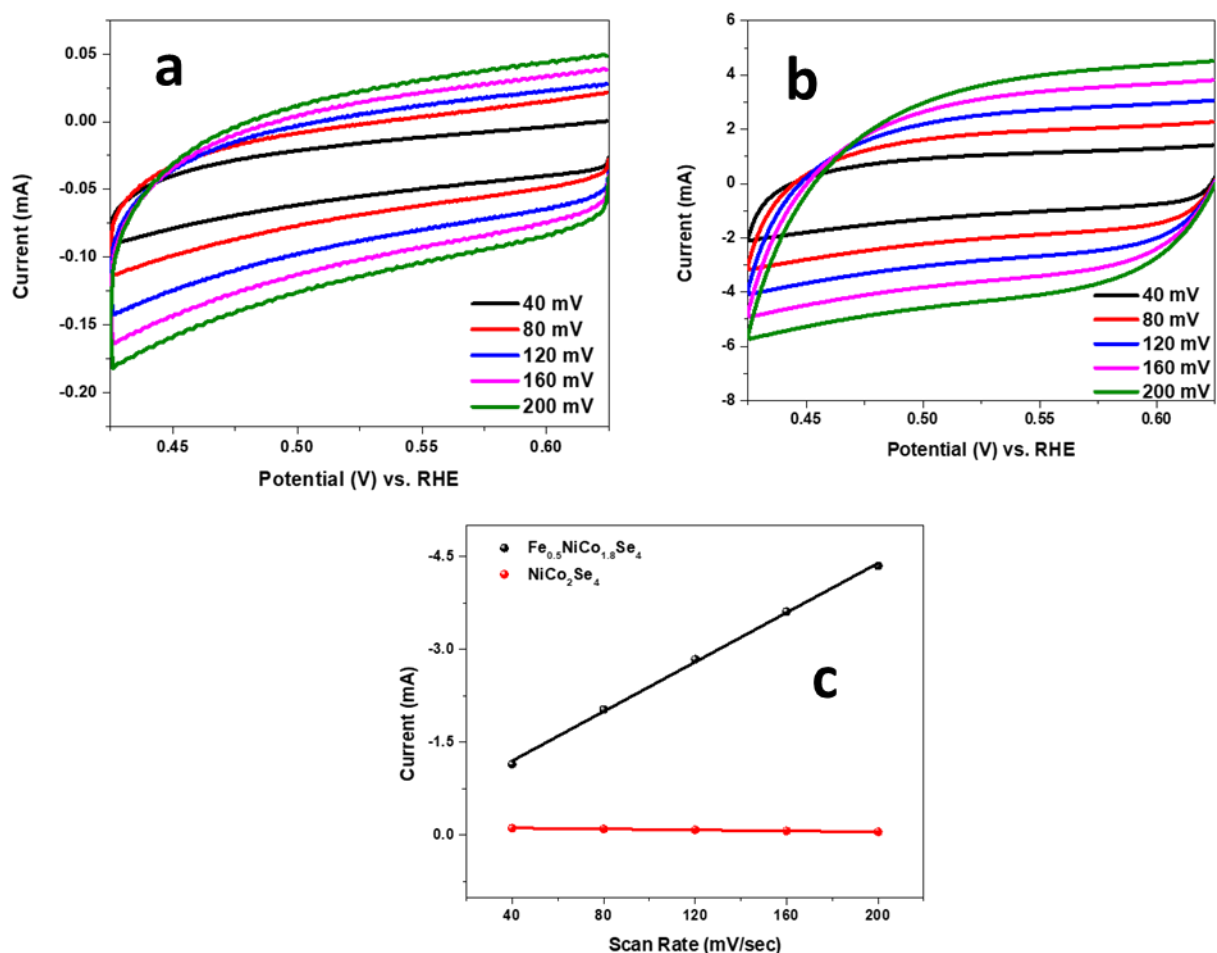 a
0.05
0.00
-0.05
-0.10
-0.15
-0.20
Current (mA)
40 mV
80 mV
120 mV
160 mV
200 mV
0.45 0.50 0.55 0.60
Potential (V) vs. RHE
b
6
4
2
0
-2
-4
-6
-8
Current (mA)
40 mV
80 mV
120 mV
160 mV
200 mV
0.45 0.50 0.55 0.60
Potential (V) vs. RHE
Fe0.5NiCo1.8Se4
NiCo2Se4
c
-4.5
-3.0
-1.5
0.0
Current (mA)
40 80 120 160 200
Scan Rate (mV/sec)